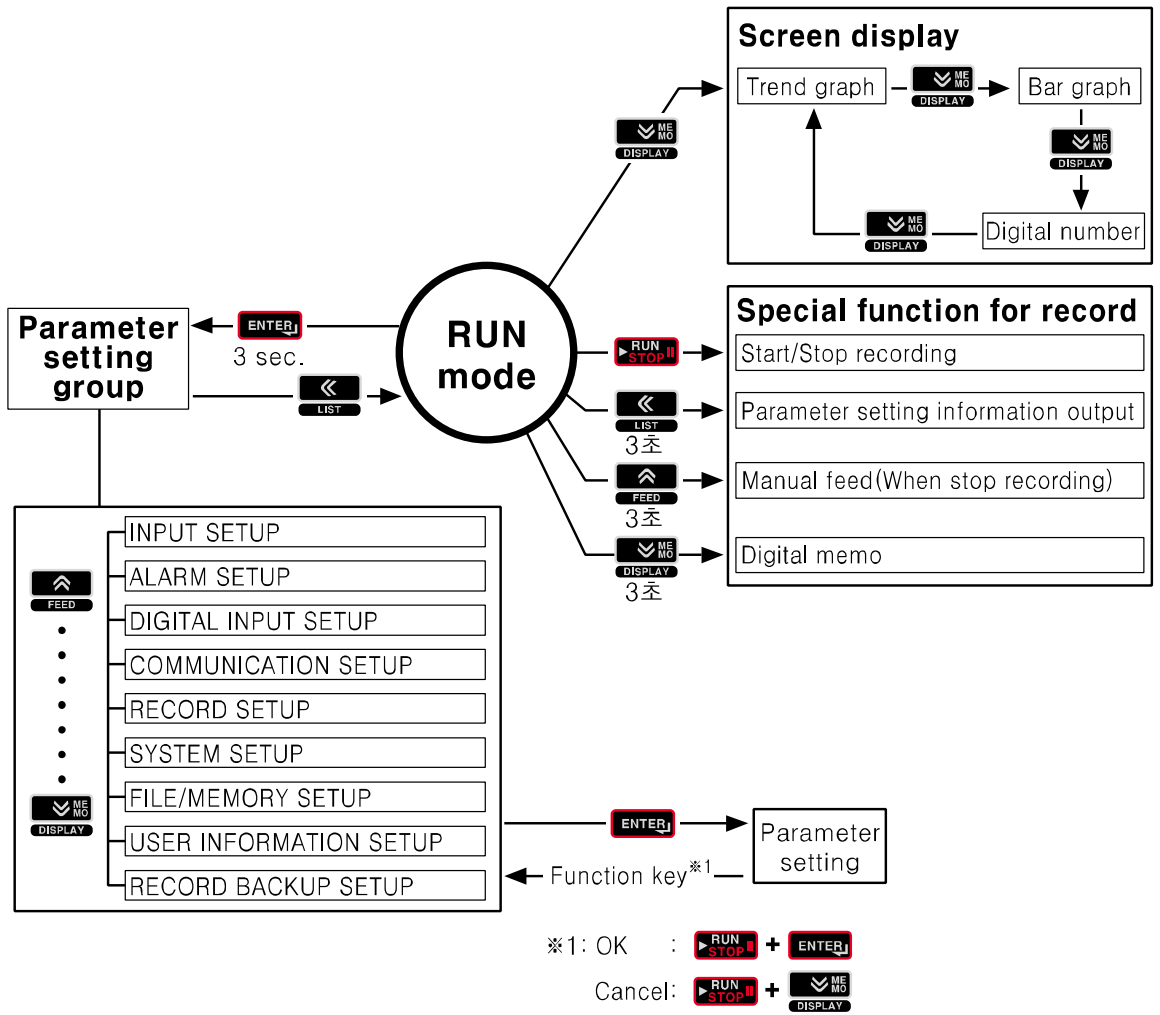 Screen display
Trend graph
ME
MO
DISPLAY
Bar graph
ME
MO
DISPLAY
ME
MO
DISPLAY
Digital number
ME
MO
DISPLAY
Parameter
setting
group
ENTER
3 sec.
LIST
RUN
mode
Special function for record
RUN
STOP
Start/Stop recording
LIST
3초
Parameter setting information output
FEED
3초
Manual feed(When stop recording)
ME
MO
DISPLAY
3초
Digital memo
FEED
ME
MO
DISPLAY
INPUT SETUP
ALARM SETUP
DIGITAL INPUT SETUP
COMMUNICATION SETUP
RECORD SETUP
SYSTEM SETUP
FILE/MEMORY SETUP
USER INFORMATION SETUP
RECORD BACKUP SETUP
ENTER
Function key※1
Parameter
setting
※1: OK : RUN STOP + ENTER
Cancel: RUN STOP + ME MO DISPLAY